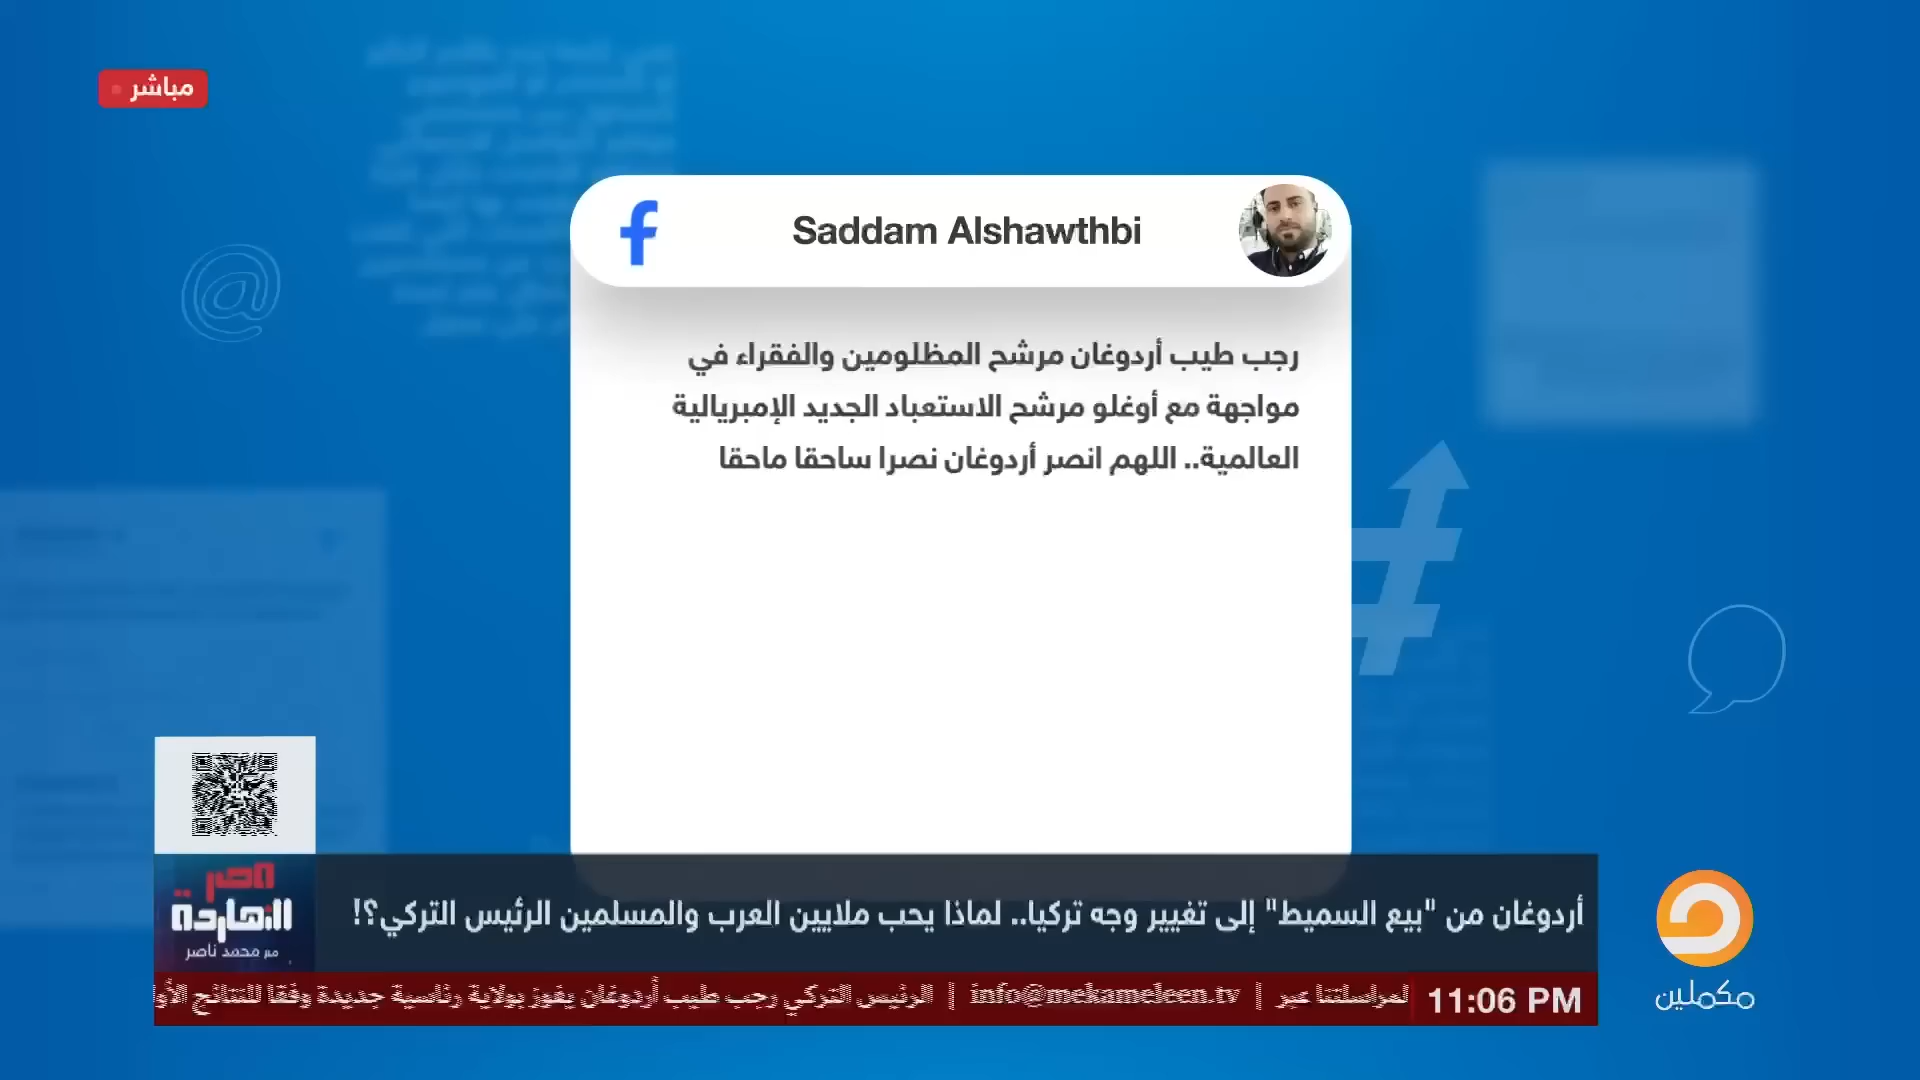 مباشر
Saddam Alshawthbi
رجب طيب أردوغان مرشح المظلومين والفقراء في
مواجهة مع أوغلو مرشح الاستعباد الجديد الإمبريالية
العالمية.. اللهم انصر أردوغان نصرا ساحقا ماحقا
مصر
النهاردة
مع محمد ناصر
أردوغان من "بيع السميط" إلى تغيير وجه تركيا.. لماذا يحب ملايين العرب والمسلمين الرئيس التركي؟!
11:06 PM
لمراسلتنا عبر | info@mekameleen.tv | الرئيس التركي رجب طيب أردوغان يفوز بولاية رئاسية جديدة وفقا للنتائج
مكملين